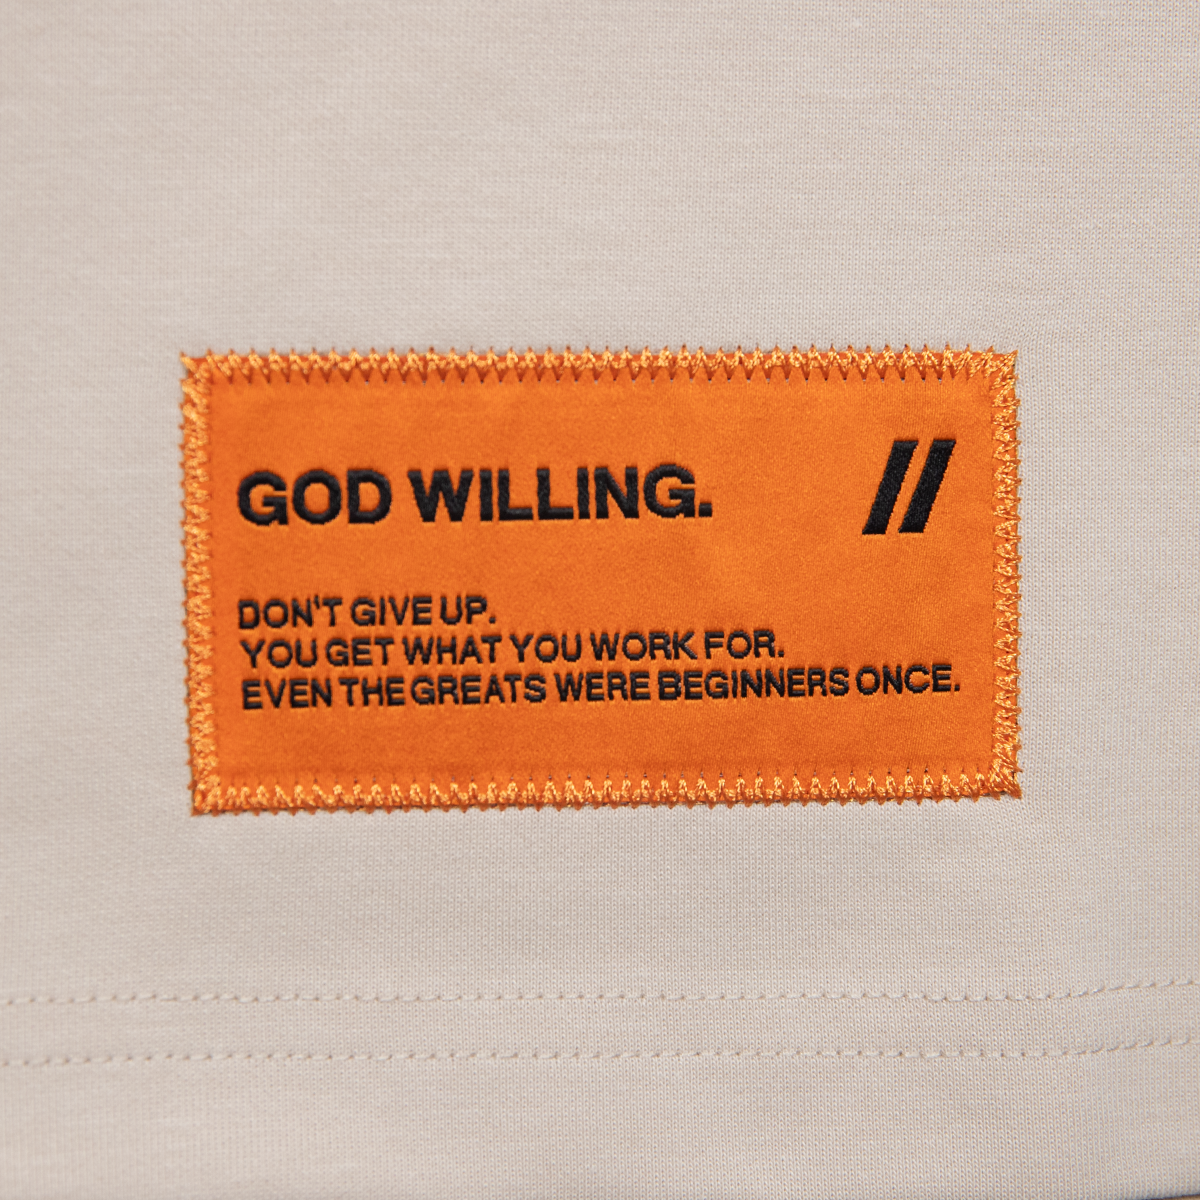 GOD WILLING. //
DON'T GIVE UP.
YOU GET WHAT YOU WORK FOR.
EVEN THE GREATS WERE BEGINNERS ONCE.